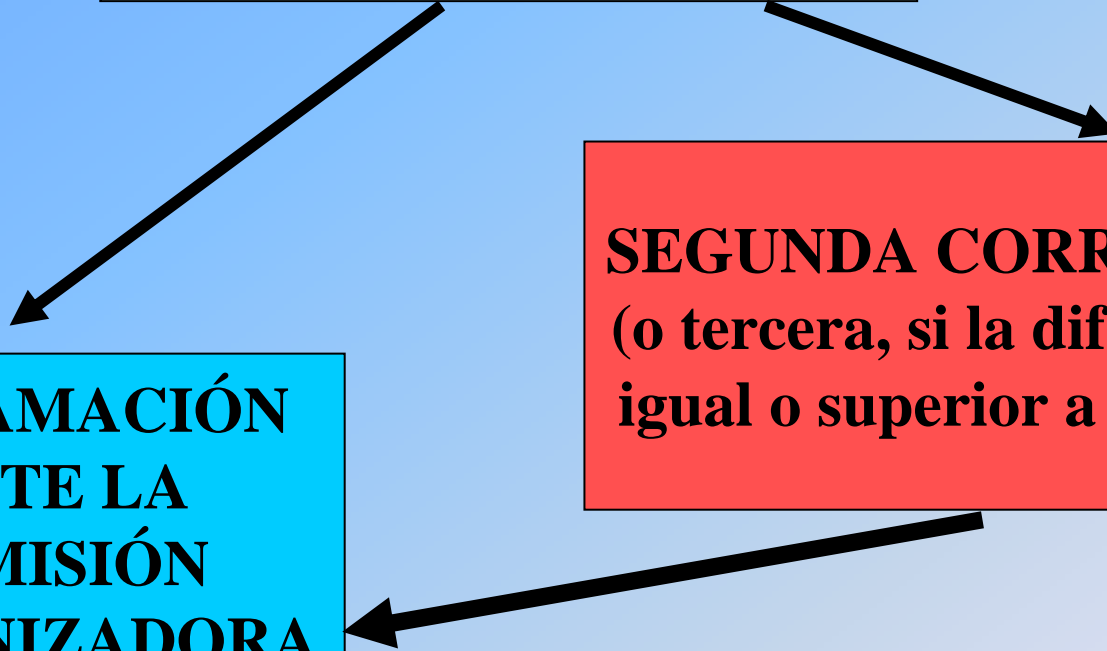 SEGUNDA CORR
(o tercera, si la dif
igual o superior a
AMACIÓN
TE LA
MISIÓN
NIZADORA